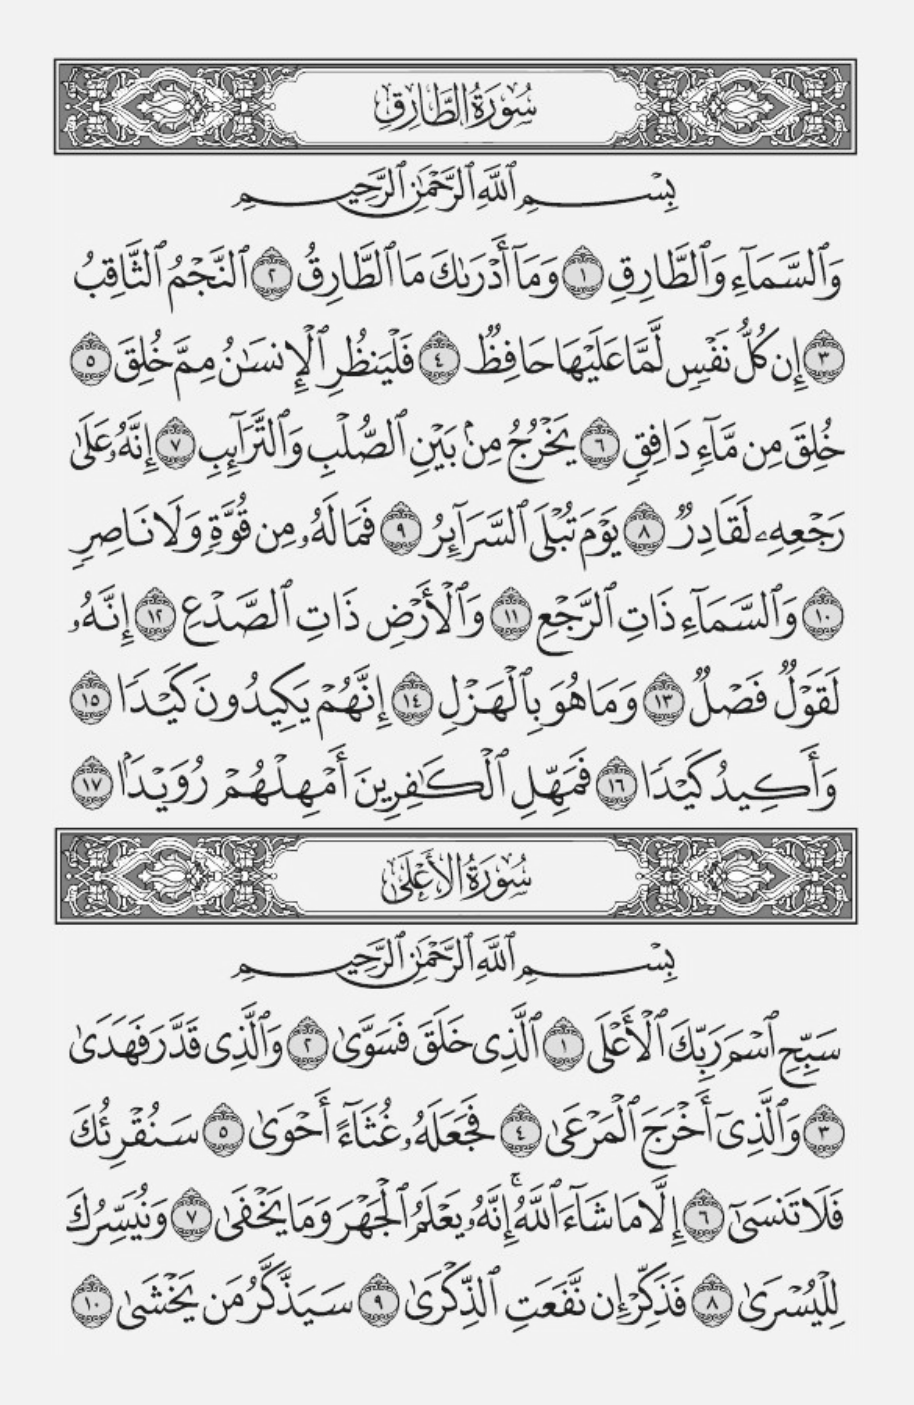 سُورَةُ الطَّارِقِ
بِسْمِ ٱللَّهِ ٱلرَّحْمَٰنِ ٱلرَّحِيمِ
وَٱلسَّمَآءِ وَٱلطَّارِقِ ١ وَمَآ أَدْرَىٰكَ مَا ٱلطَّارِقُ ٢ ٱلنَّجْمُ ٱلثَّاقِبُ
٣ إِن كُلُّ نَفْسٍ لَّمَّا عَلَيْهَا حَافِظٌ ٤ فَلْيَنظُرِ ٱلْإِنسَٰنُ مِمَّ خُلِقَ ٥
خُلِقَ مِن مَّآءٍ دَافِقٍ ٦ يَخْرُجُ مِنۢ بَيْنِ ٱلصُّلْبِ وَٱلتَّرَآئِبِ ٧ إِنَّهُۥ عَلَىٰ
رَجْعِهِۦ لَقَادِرٌ ٨ يَوْمَ تُبْلَى ٱلسَّرَآئِرُ ٩ فَمَا لَهُۥ مِن قُوَّةٍ وَلَا نَاصِرٍ
١٠ وَٱلسَّمَآءِ ذَاتِ ٱلرَّجْعِ ١١ وَٱلْأَرْضِ ذَاتِ ٱلصَّدْعِ ١٢ إِنَّهُۥ
لَقَوْلٌ فَصْلٌ ١٣ وَمَا هُوَ بِٱلْهَزْلِ ١٤ إِنَّهُمْ يَكِيدُونَ كَيْدًا ١٥
وَأَكِيدُ كَيْدًا ١٦ فَمَهِّلِ ٱلْكَٰفِرِينَ أَمْهِلْهُمْ رُوَيْدًۢا ١٧
سُورَةُ الأَعْلَى
بِسْمِ ٱللَّهِ ٱلرَّحْمَٰنِ ٱلرَّحِيمِ
سَبِّحِ ٱسْمَ رَبِّكَ ٱلْأَعْلَى ١ ٱلَّذِى خَلَقَ فَسَوَّىٰ ٢ وَٱلَّذِى قَدَّرَ فَهَدَىٰ
٣ وَٱلَّذِىٓ أَخْرَجَ ٱلْمَرْعَىٰ ٤ فَجَعَلَهُۥ غُثَآءً أَحْوَىٰ ٥ سَنُقْرِئُكَ
فَلَا تَنسَىٰٓ ٦ إِلَّا مَا شَآءَ ٱللَّهُ ۚ إِنَّهُۥ يَعْلَمُ ٱلْجَهْرَ وَمَا يَخْفَىٰ ٧ وَنُيَسِّرُكَ
لِلْيُسْرَىٰ ٨ فَذَكِّرْ إِن نَّفَعَتِ ٱلذِّكْرَىٰ ٩ سَيَذَّكَّرُ مَن يَخْشَىٰ ١٠